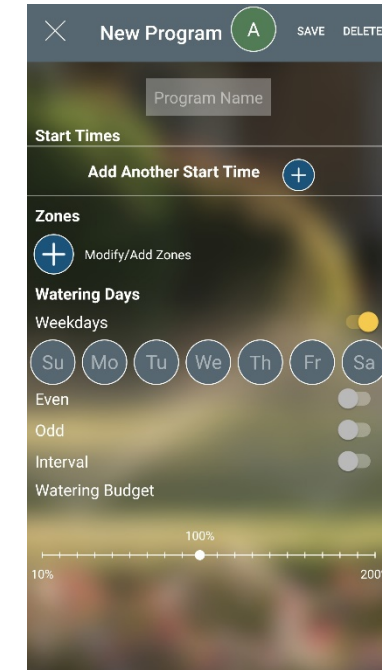 New Program A SAVE DELETE
Program Name
Start Times
Add Another Start Time
Zones
Modify/Add Zones
Watering Days
Weekdays
Su Mo Tu We Th Fr Sa
Even
Odd
Interval
Watering Budget
100%
10% 200